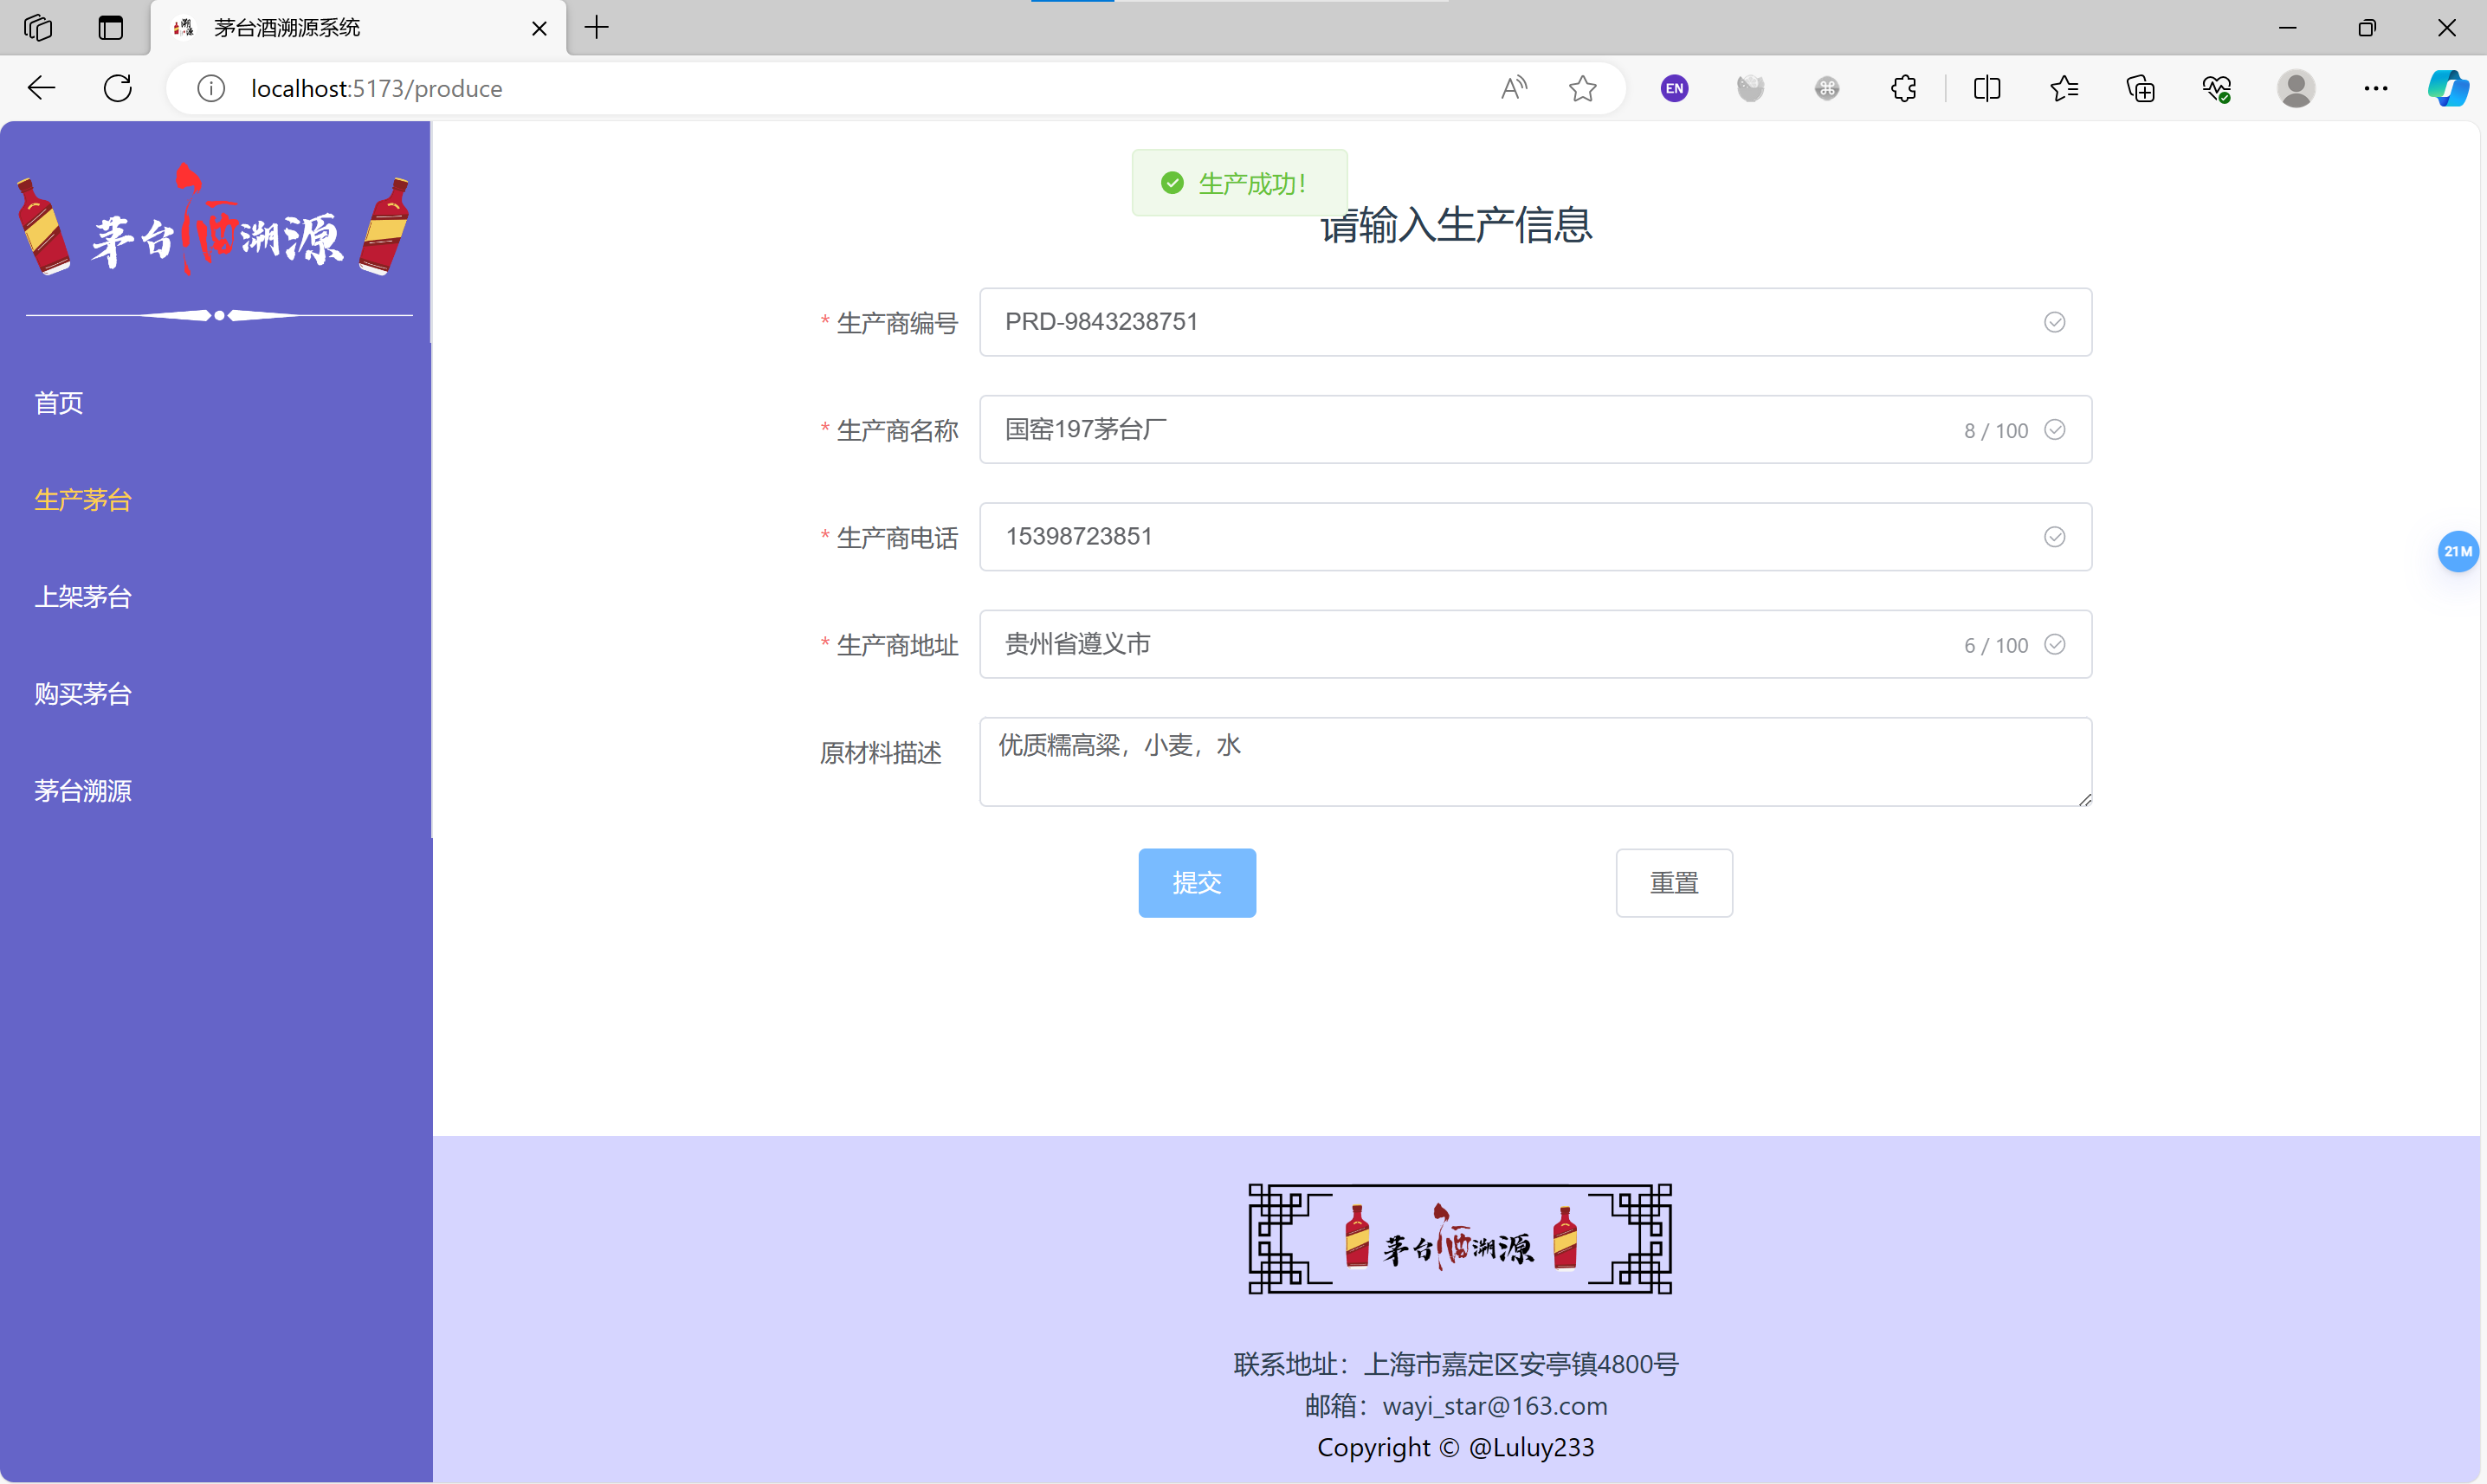 溯源
茅台酒溯源系统
localhost:5173/produce
EN
茅台酒溯源
首页
生产茅台
上架茅台
购买茅台
茅台溯源
生产成功！
请输入生产信息
* 生产商编号 PRD-9843238751
* 生产商名称 国窑197茅台厂 8 / 100
* 生产商电话 15398723851
* 生产商地址 贵州省遵义市 6 / 100
原材料描述 优质糯高粱，小麦，水
提交 重置
21M
茅台酒溯源
联系地址：上海市嘉定区安亭镇4800号
邮箱：wayi_star@163.com
Copyright © @Luluy233